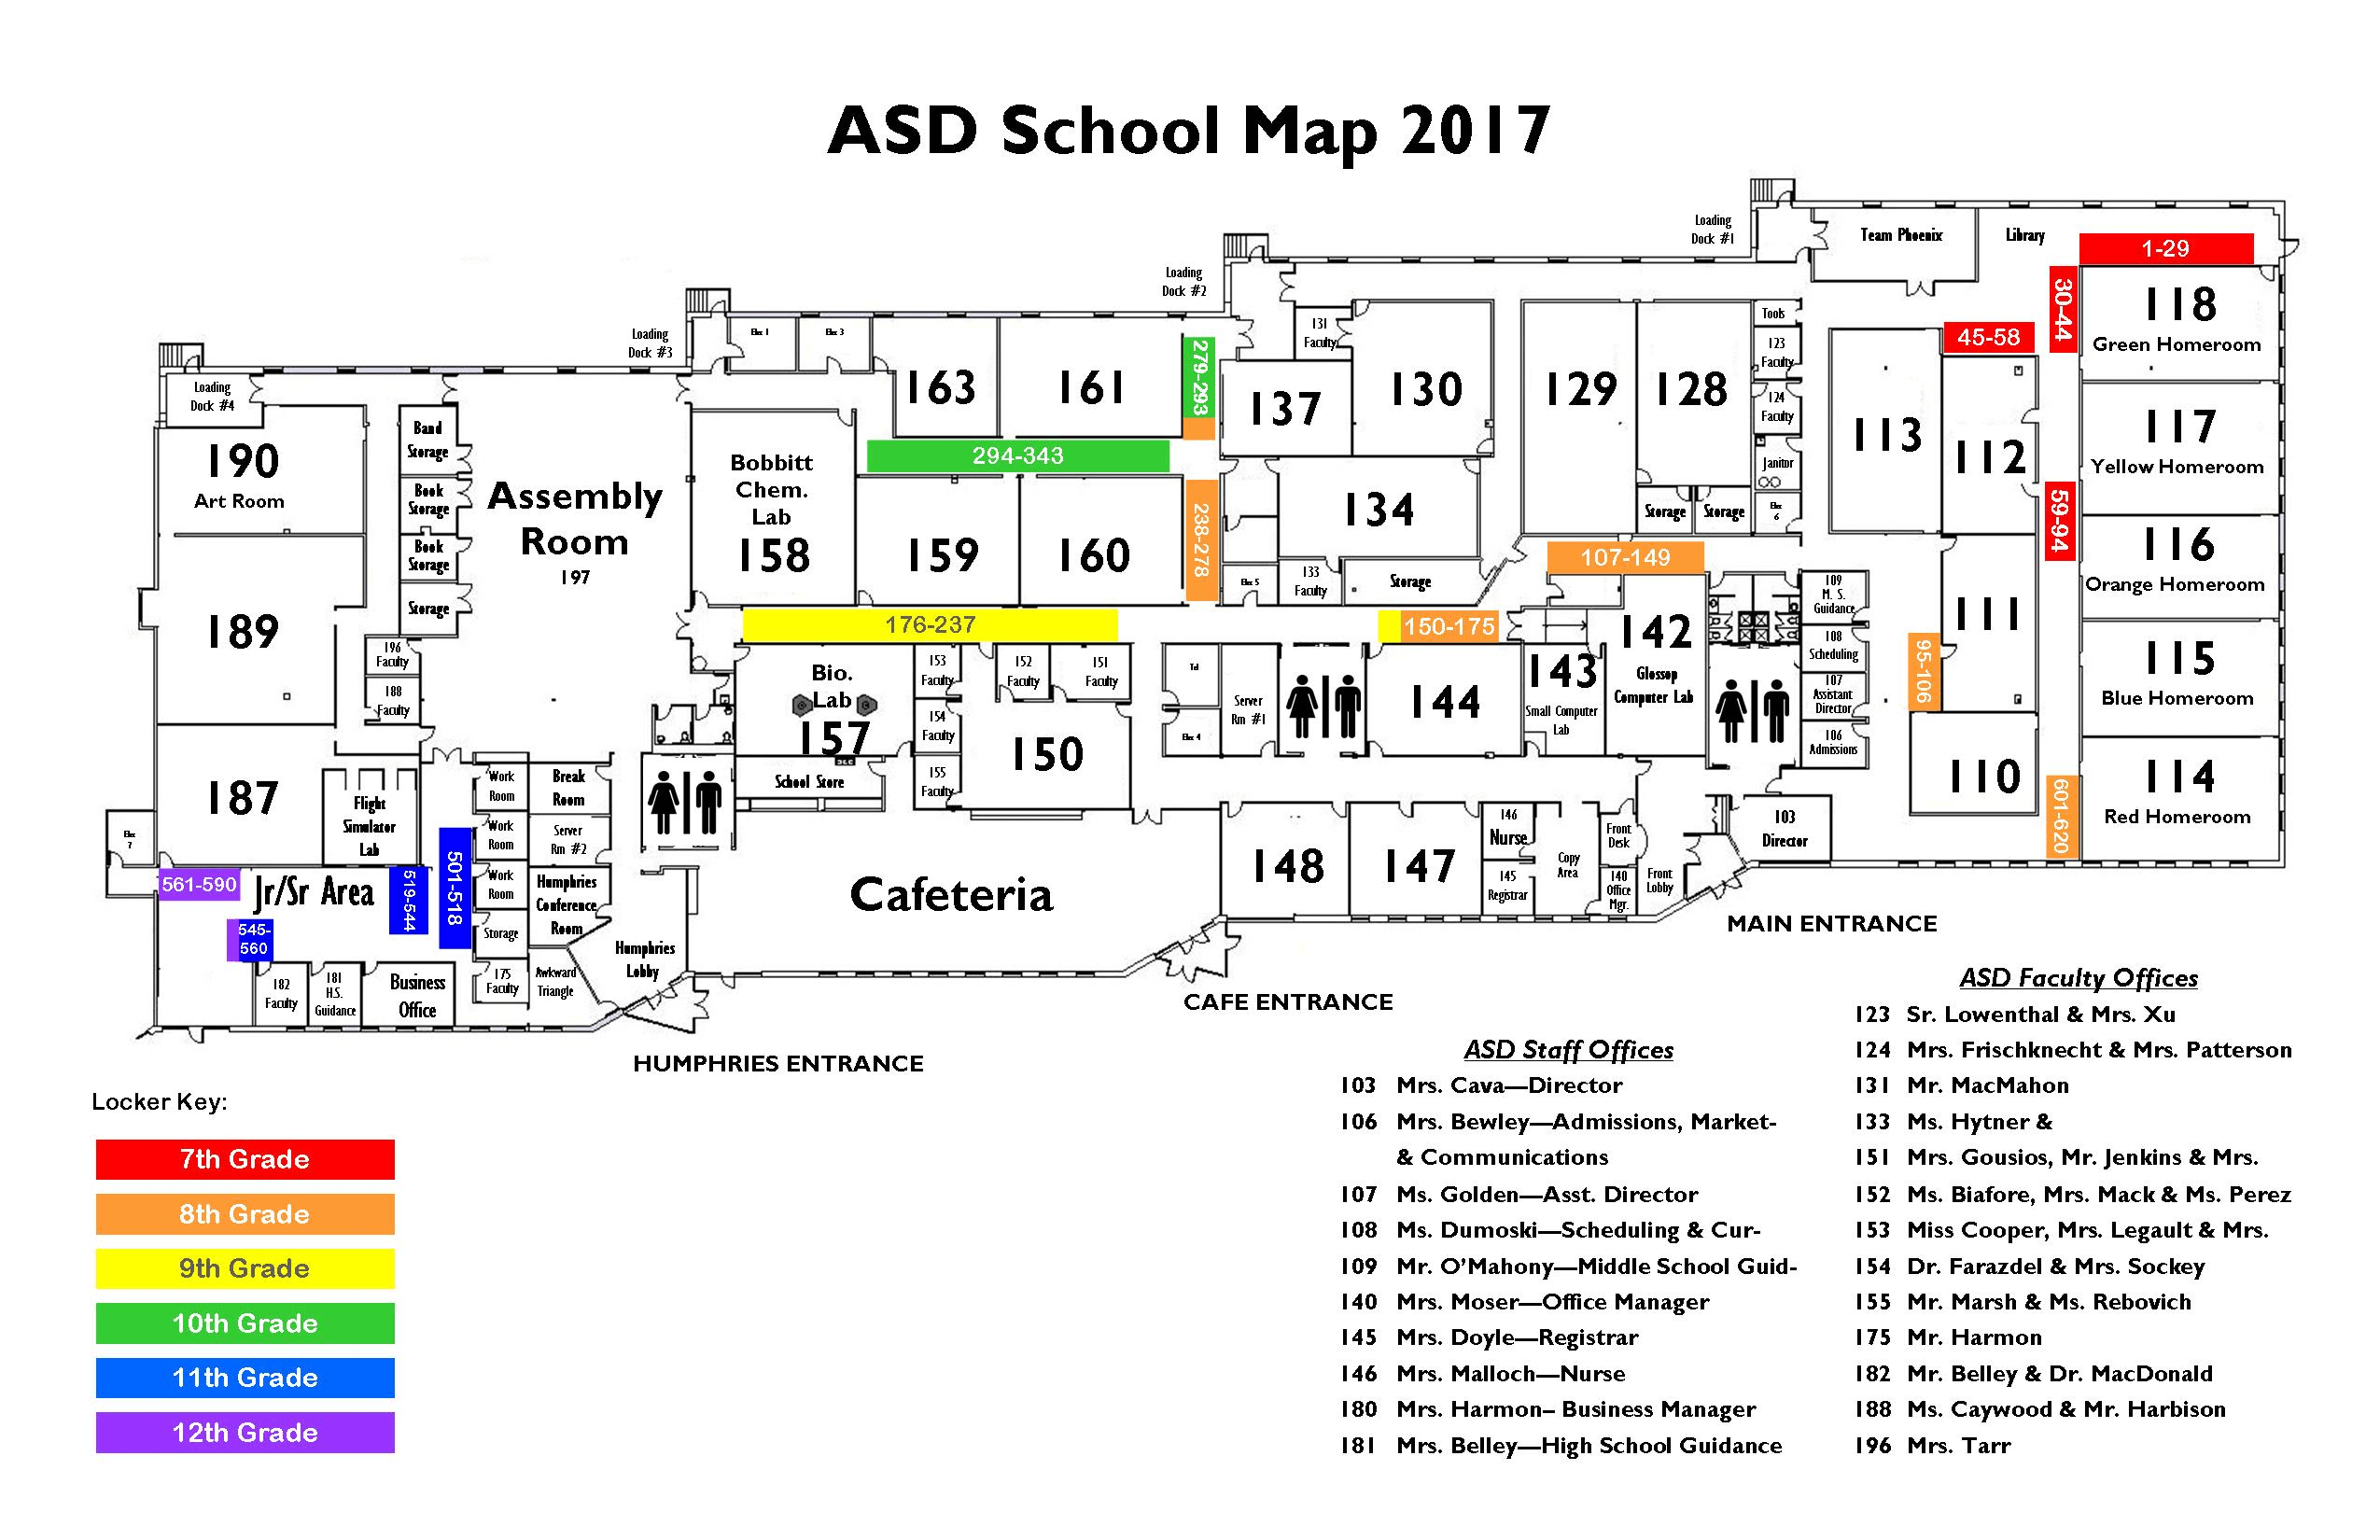 ASD School Map 2017
Loading
Dock #1
Team Phoenix
Library
1-29
30-44
118
Green Homeroom
45-58
117
Yellow Homeroom
59-94
116
Orange Homeroom
115
Blue Homeroom
114
Red Homeroom
601-620
113
112
111
95-106
110
Loading
Dock #2
131
Faculty
137
130
129
128
Tools
123
Faculty
124
Faculty
Janitor
Elec
6
Storage
Storage
134
133
Faculty
Storage
Elec 5
107-149
109
M. S.
Guidance
108
Scheduling
107
Assistant
Director
106
Admissions
103
Director
150-175
142
Glossop
Computer Lab
143
Small Computer
Lab
144
Server
Rm #1
Tel
Elec 4
Loading
Dock #3
Elec 1
Elec 3
163
161
279-293
294-343
238-278
Bobbitt
Chem.
Lab
158
159
160
176-237
Bio.
Lab
157
School Store
153
Faculty
154
Faculty
155
Faculty
152
Faculty
151
Faculty
150
148
147
146
Nurse
145
Registrar
Copy
Area
Front
Desk
140
Office
Mgr.
Front
Lobby
MAIN ENTRANCE
Cafeteria
CAFE ENTRANCE
Loading
Dock #4
190
Art Room
Band
Storage
Book
Storage
Book
Storage
Storage
Assembly
Room
197
189
196
Faculty
188
Faculty
187
Flight
Simulator
Lab
Elec
7
Work
Room
Break
Room
Work
Room
Server
Rm #2
Work
Room
Humphries
Conference
Room
Storage
175
Faculty
Awkward
Triangle
Humphries
Lobby
561-590
Jr/Sr Area
519-544
501-518
545-
560
182
Faculty
181
H.S.
Guidance
Business
Office
HUMPHRIES ENTRANCE
Locker Key:
7th Grade
8th Grade
9th Grade
10th Grade
11th Grade
12th Grade
ASD Staff Offices
103 Mrs. Cava—Director
106 Mrs. Bewley—Admissions, Market-
& Communications
107 Ms. Golden—Asst. Director
108 Ms. Dumoski—Scheduling & Cur-
109 Mr. O’Mahony—Middle School Guid-
140 Mrs. Moser—Office Manager
145 Mrs. Doyle—Registrar
146 Mrs. Malloch—Nurse
180 Mrs. Harmon– Business Manager
181 Mrs. Belley—High School Guidance
ASD Faculty Offices
123 Sr. Lowenthal & Mrs. Xu
124 Mrs. Frischknecht & Mrs. Patterson
131 Mr. MacMahon
133 Ms. Hytner &
151 Mrs. Gousios, Mr. Jenkins & Mrs.
152 Ms. Biafore, Mrs. Mack & Ms. Perez
153 Miss Cooper, Mrs. Legault & Mrs.
154 Dr. Farazdel & Mrs. Sockey
155 Mr. Marsh & Ms. Rebovich
175 Mr. Harmon
182 Mr. Belley & Dr. MacDonald
188 Ms. Caywood & Mr. Harbison
196 Mrs. Tarr